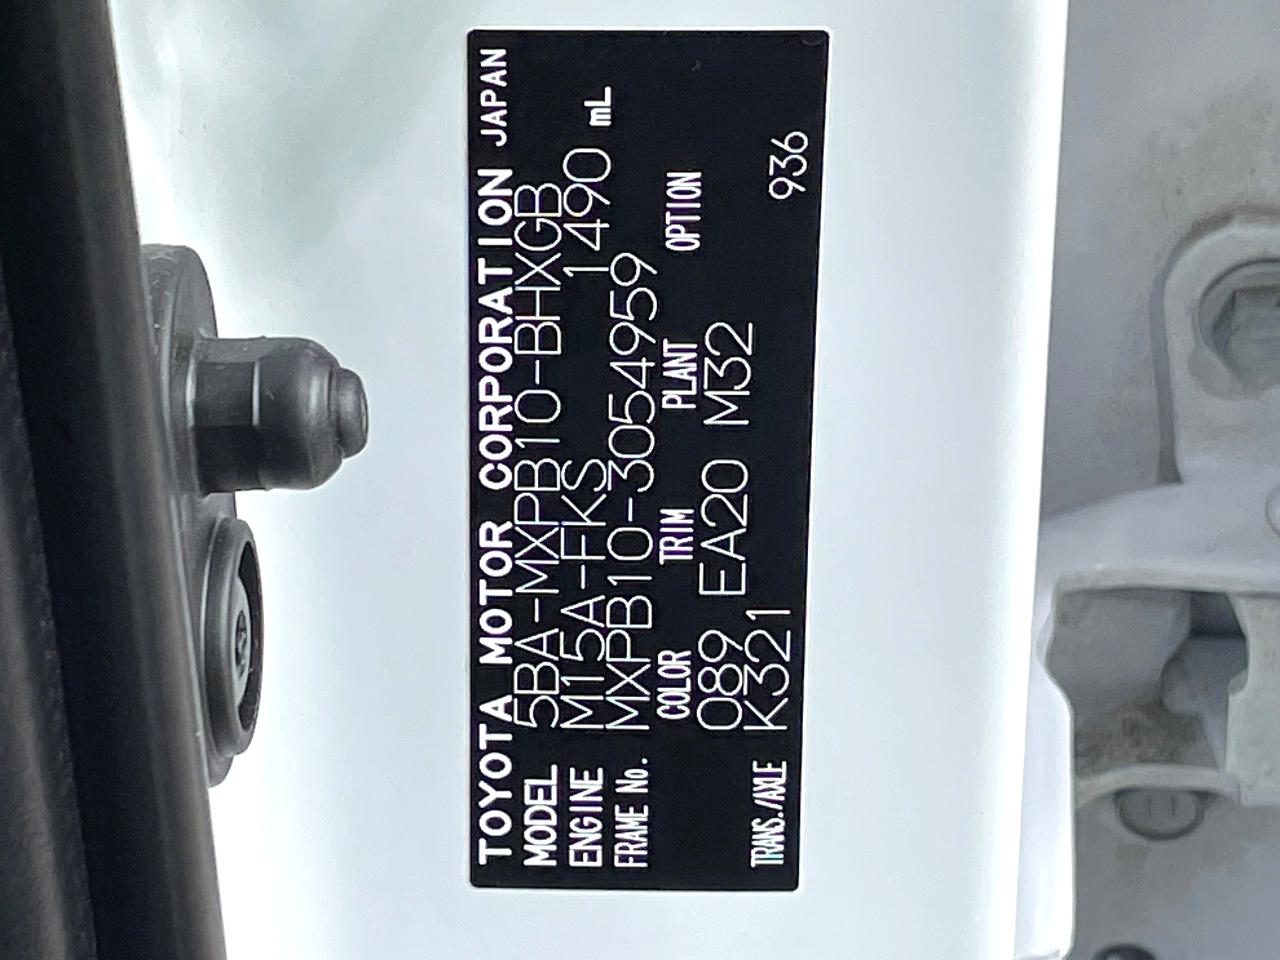 TOYOTA MOTOR CORPORATION JAPAN
MODEL 5BA-MXPB10-BHXGB
ENGINE M15A-FKS 1490 mL
FRAME No. MXPB10-3054959
COLOR TRIM PLANT OPTION
089 EA20 M32
TRANS./AXLE K321 936